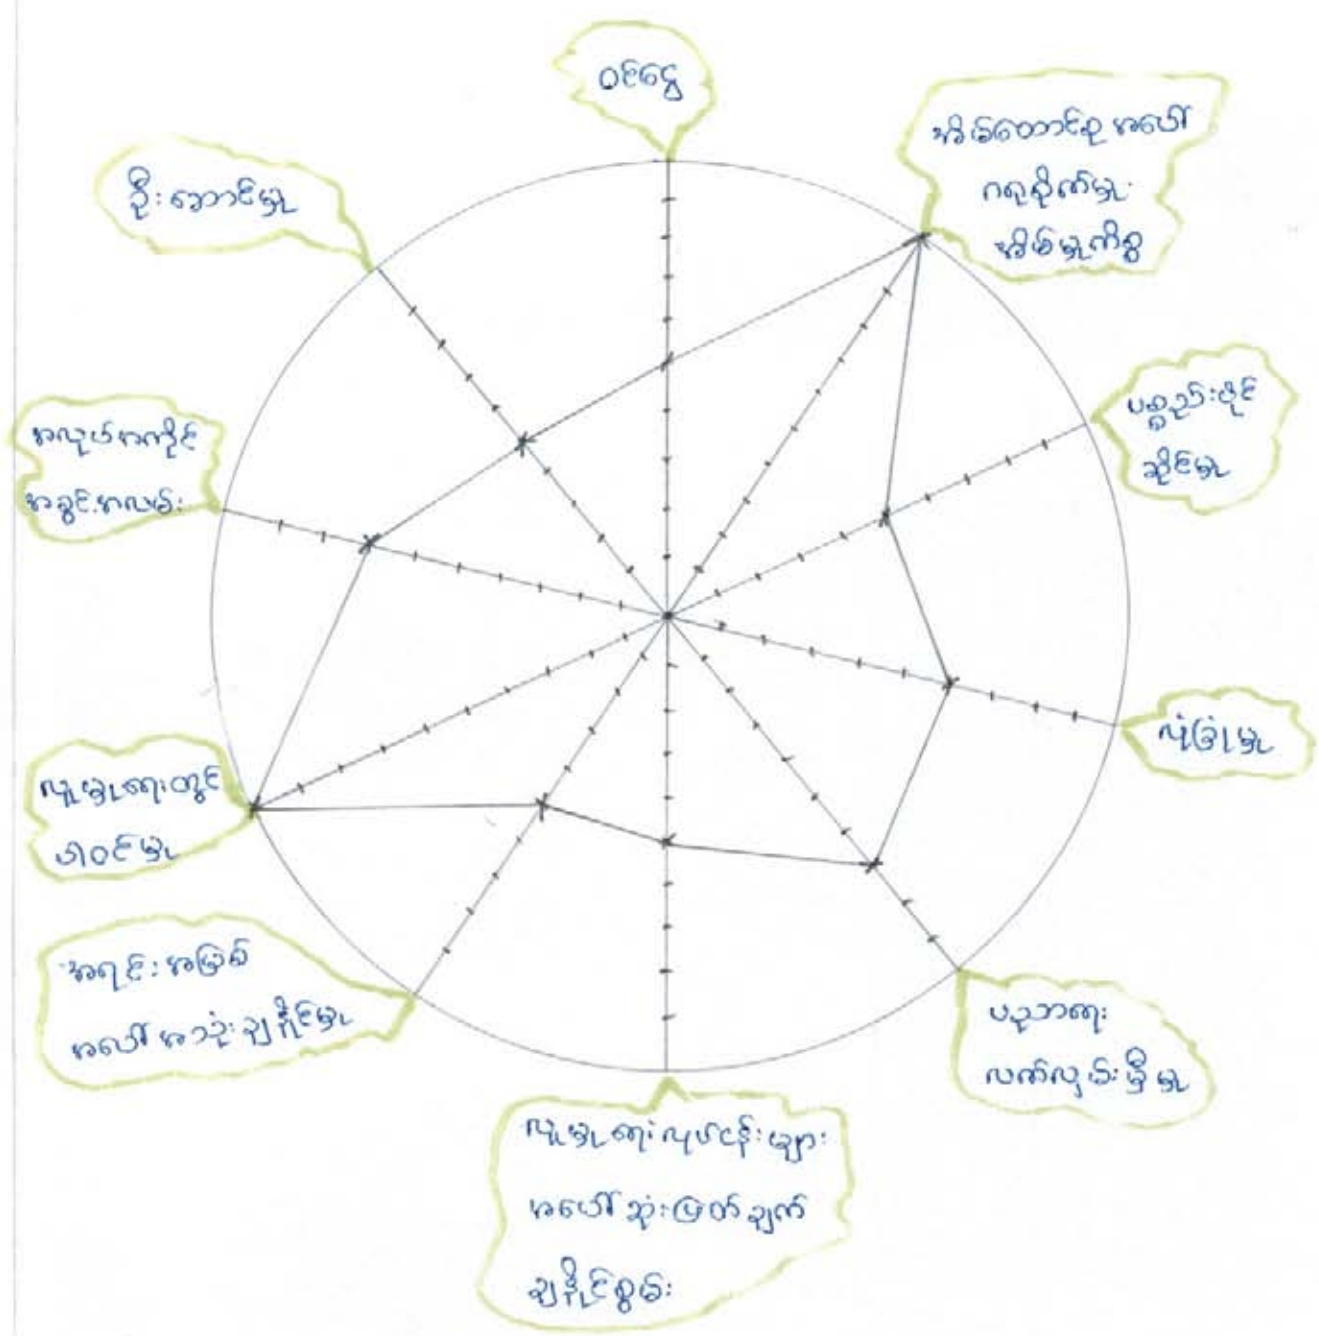 ဝင်ငွေ
အိမ်ထောင်စု အပေါ်
ဂရုစိုက်မှု
အိမ်မှုကိစ္စ
ပစ္စည်းပိုင်
ဆိုင်မှု
လုံခြုံမှု
ပညာရေး
လက်လှမ်းမှီမှု
လူမှုရေးလုပ်ငန်းများ
အပေါ်ဆုံးဖြတ်ချက်
ချနိုင်စွမ်း
အရင်းအမြစ်
အပေါ် အသုံးချနိုင်မှု
လူမှုရေးတွင်
ပါဝင်မှု
အလုပ်အကိုင်
အခွင့်အလမ်း
ဦးဆောင်မှု